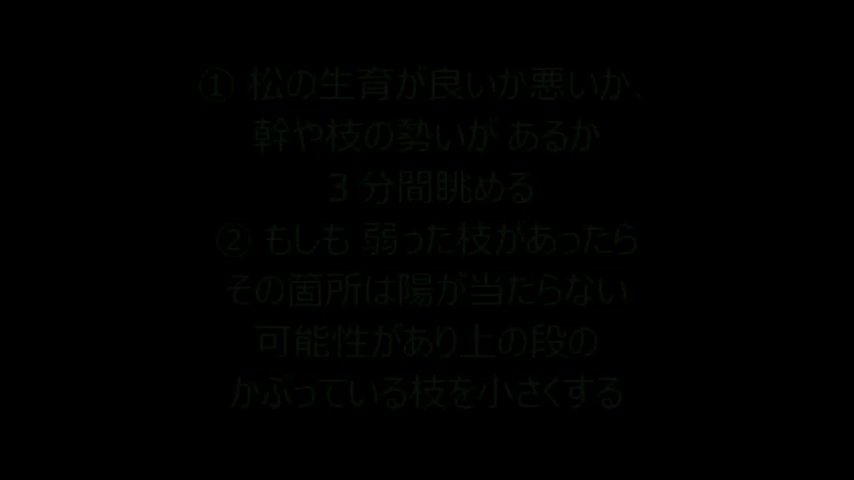 ① 松の生育が良いか悪いか、
幹や枝の勢いが あるか
３分間眺める
② もしも 弱った枝があったら
その箇所は陽が当たらない
可能性があり上の段の
かぶっている枝を小さくする